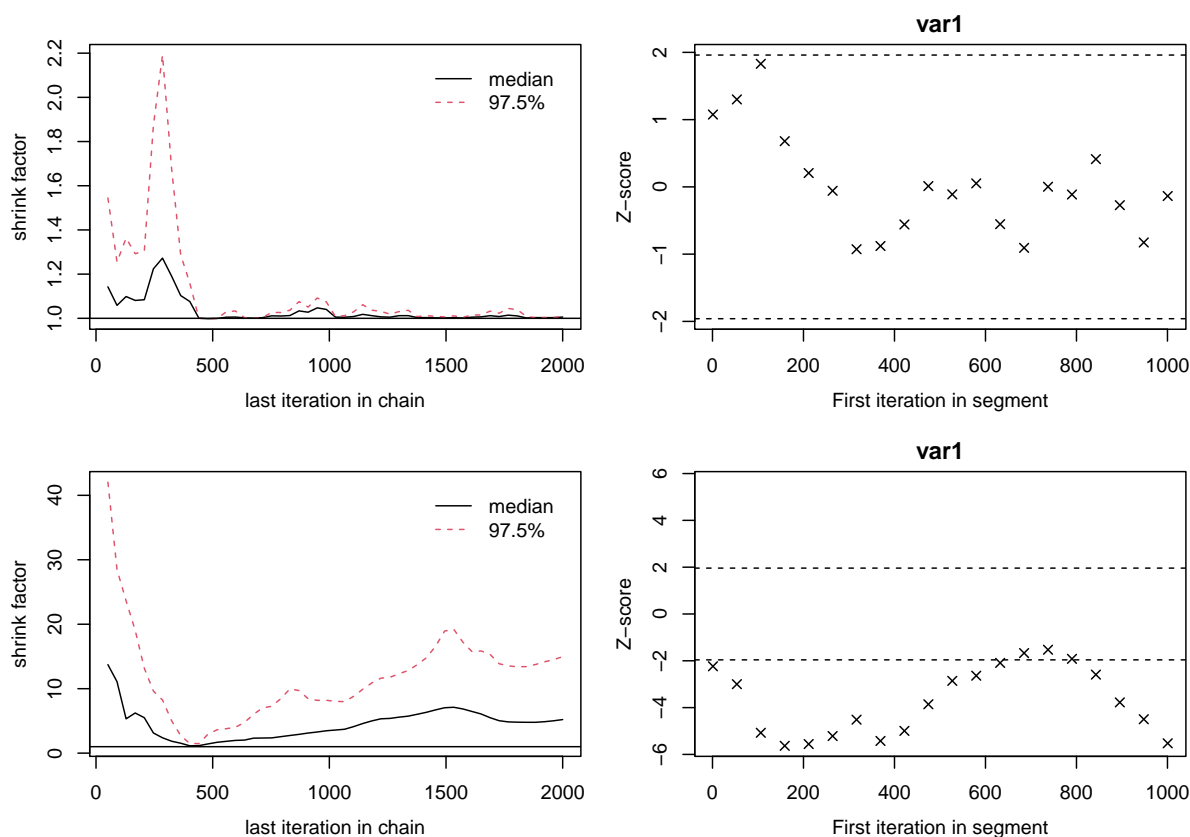 shrink factor
2.2
2.0
1.8
1.6
1.4
1.2
1.0
median
97.5%
0 500 1000 1500 2000
last iteration in chain
var1
Z−score
2
1
0
−1
−2
0 200 400 600 800 1000
First iteration in segment
shrink factor
40
30
20
10
0
median
97.5%
0 500 1000 1500 2000
last iteration in chain
var1
Z−score
6
4
2
0
−2
−4
−6
0 200 400 600 800 1000
First iteration in segment